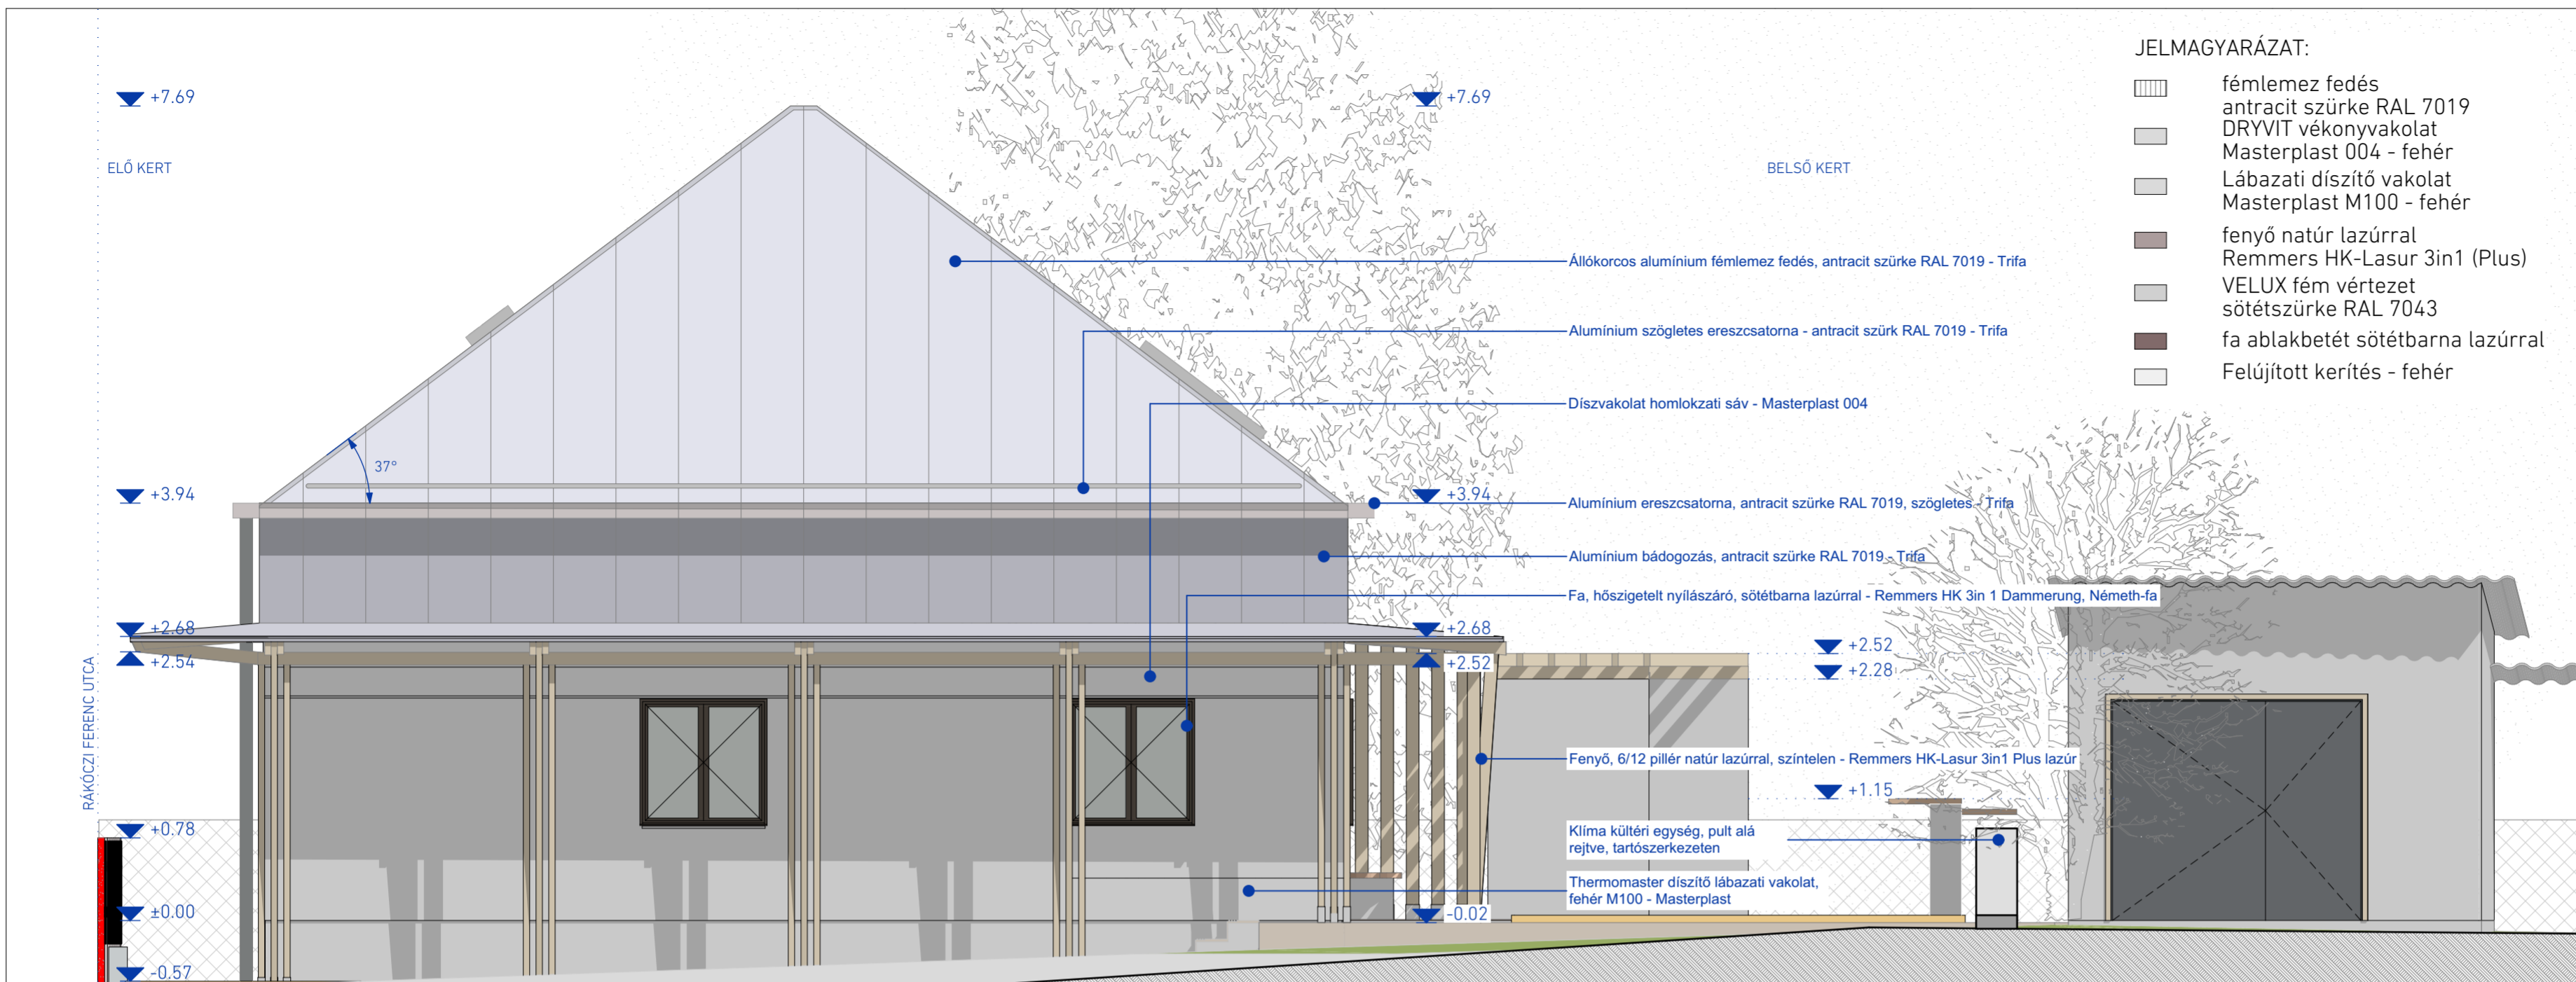 JELMAGYARÁZAT:
fémlemez fedés
antracit szürke RAL 7019
DRYVIT vékonyvakolat
Masterplast 004 - fehér
Lábazati díszítő vakolat
Masterplast M100 - fehér
fenyő natúr lazúrral
Remmers HK-Lasur 3in1 (Plus)
VELUX fém vértezet
sötétszürke RAL 7043
fa ablakbetét sötétbarna lazúrral
Felújított kerítés - fehér
+7.69
+7.69
ELŐ KERT
BELSŐ KERT
Állókorcos alumínium fémlemez fedés, antracit szürke RAL 7019 - Trifa
Alumínium szögletes ereszcsatorna - antracit szürk RAL 7019 - Trifa
Díszvakolat homlokzati sáv - Masterplast 004
37°
+3.94
+3.94
Alumínium ereszcsatorna, antracit szürke RAL 7019, szögletes - Trifa
Alumínium bádogozás, antracit szürke RAL 7019 - Trifa
Fa, hőszigetelt nyílászáró, sötétbarna lazúrral - Remmers HK 3in 1 Dammerung, Németh-fa
+2.68
+2.68
+2.54
+2.52
+2.52
+2.28
RÁKÓCZI FERENC UTCA
Fenyő, 6/12 pillér natúr lazúrral, színtelen - Remmers HK-Lasur 3in1 Plus lazúr
+1.15
+0.78
Klíma kültéri egység, pult alá
rejtve, tartószerkezeten
Thermomaster díszítő lábazati vakolat,
fehér M100 - Masterplast
±0.00
-0.02
-0.57